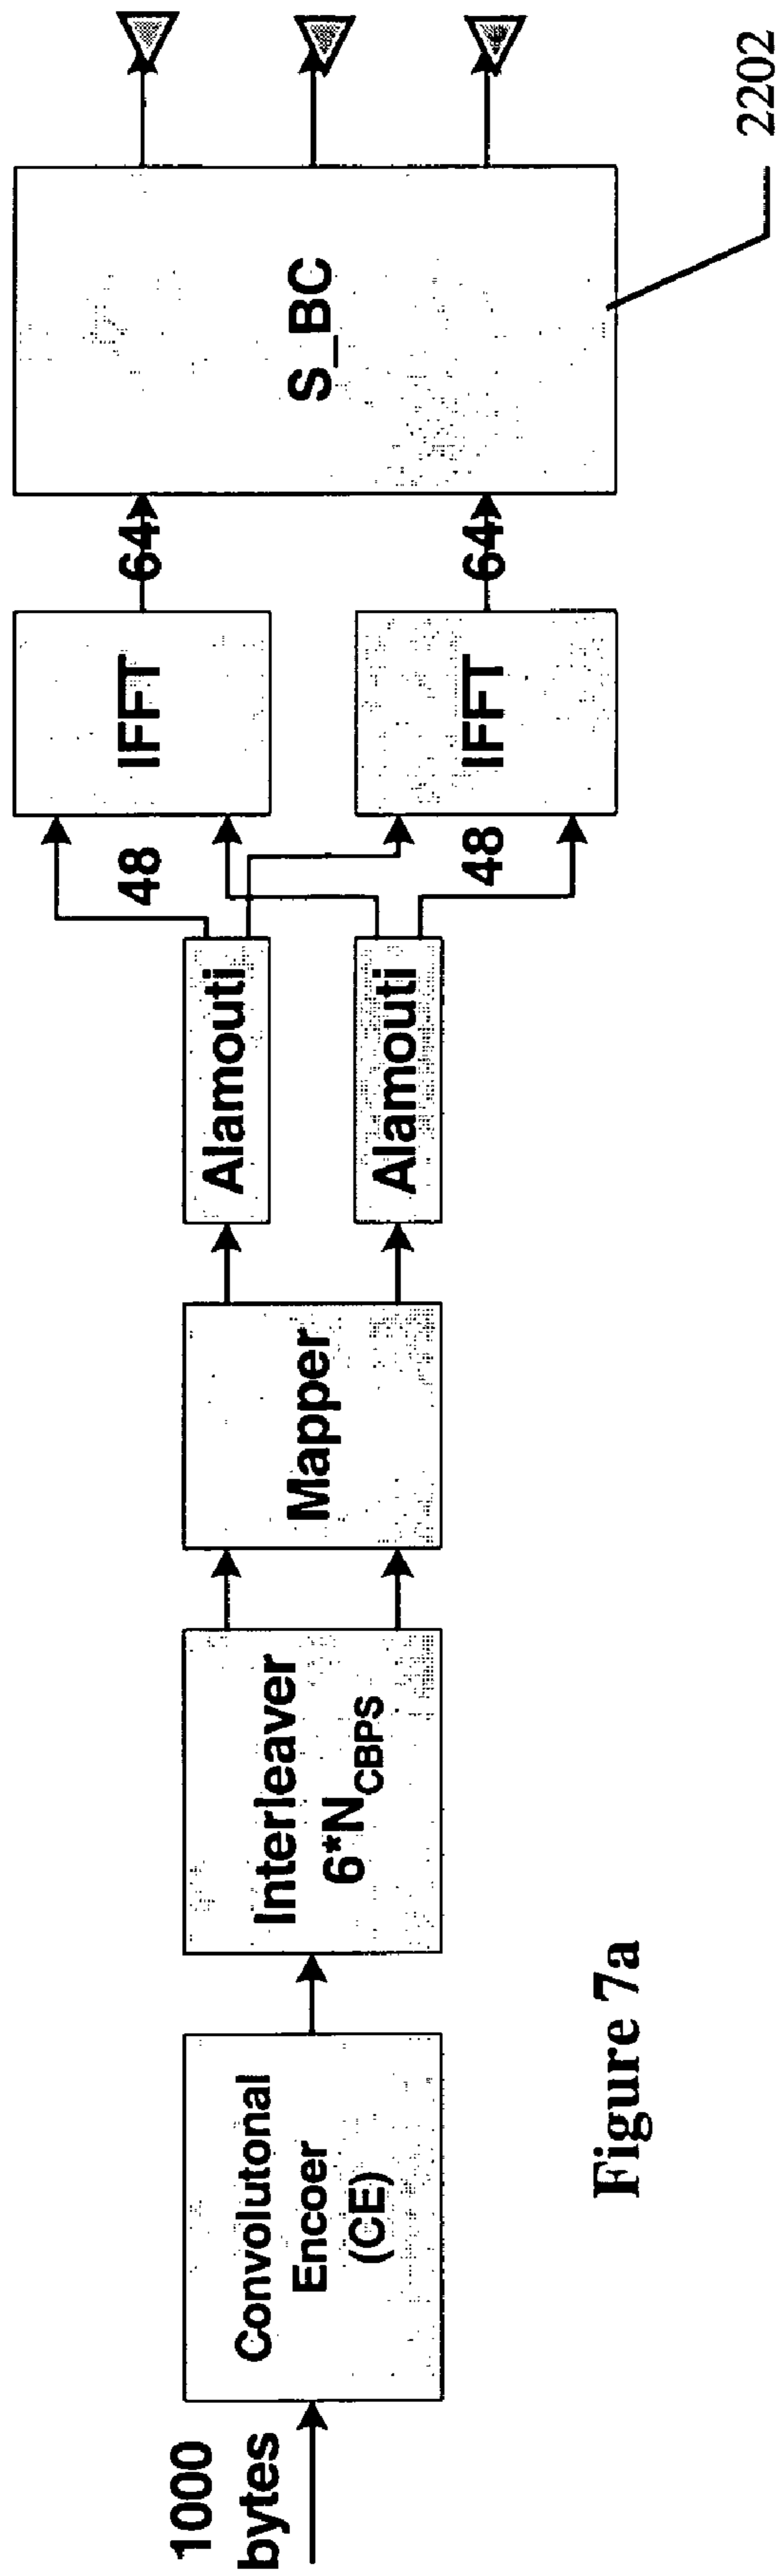 1000
bytes
Convolutonal
Encoer
(CE)
Interleaver
6*N_CBPS
Mapper
Alamouti
Alamouti
48
48
IFFT
IFFT
64
64
S_BC
2202
Figure 7a